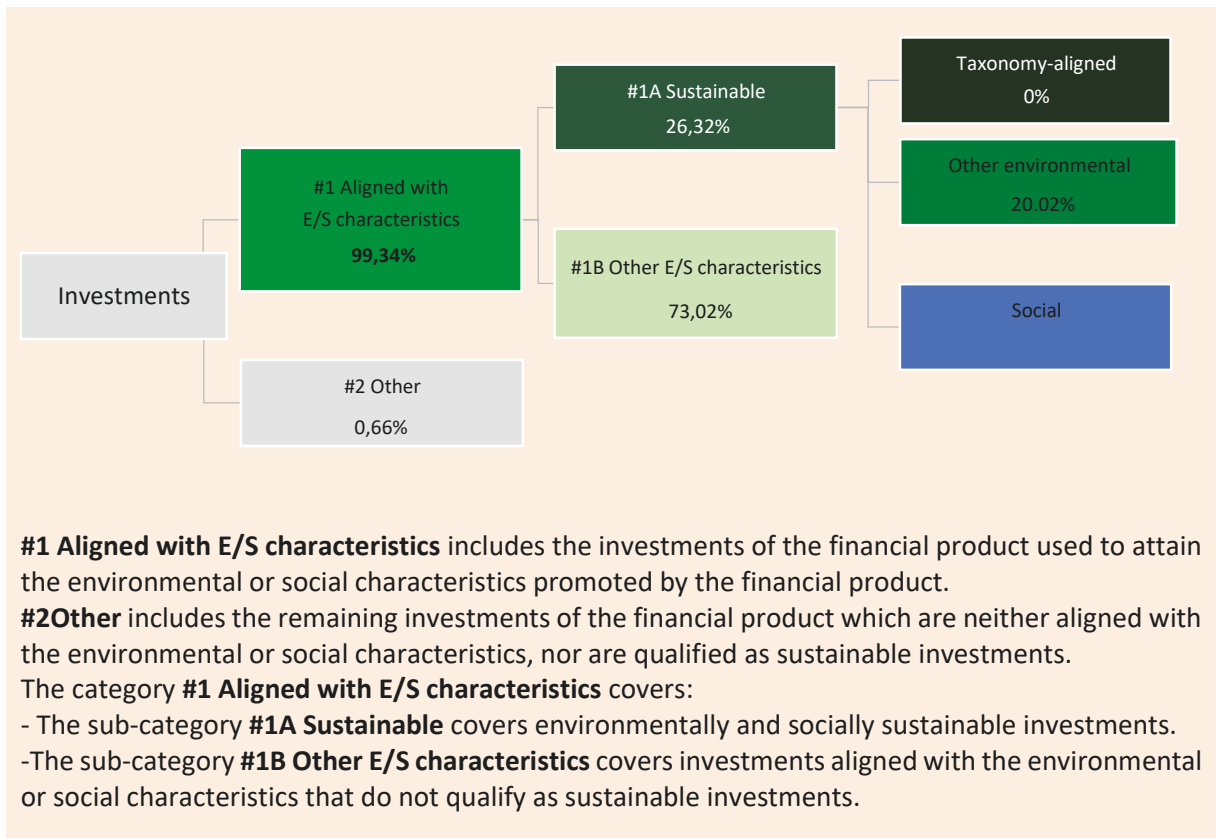 Taxonomy-aligned
0%
#1A Sustainable
26,32%
Other environmental
20.02%
#1 Aligned with
E/S characteristics
99,34%
#1B Other E/S characteristics
73,02%
Investments
Social
#2 Other
0,66%
#1 Aligned with E/S characteristics includes the investments of the financial product used to attain
the environmental or social characteristics promoted by the financial product.
#2Other includes the remaining investments of the financial product which are neither aligned with
the environmental or social characteristics, nor are qualified as sustainable investments.
The category #1 Aligned with E/S characteristics covers:
- The sub-category #1A Sustainable covers environmentally and socially sustainable investments.
-The sub-category #1B Other E/S characteristics covers investments aligned with the environmental
or social characteristics that do not qualify as sustainable investments.